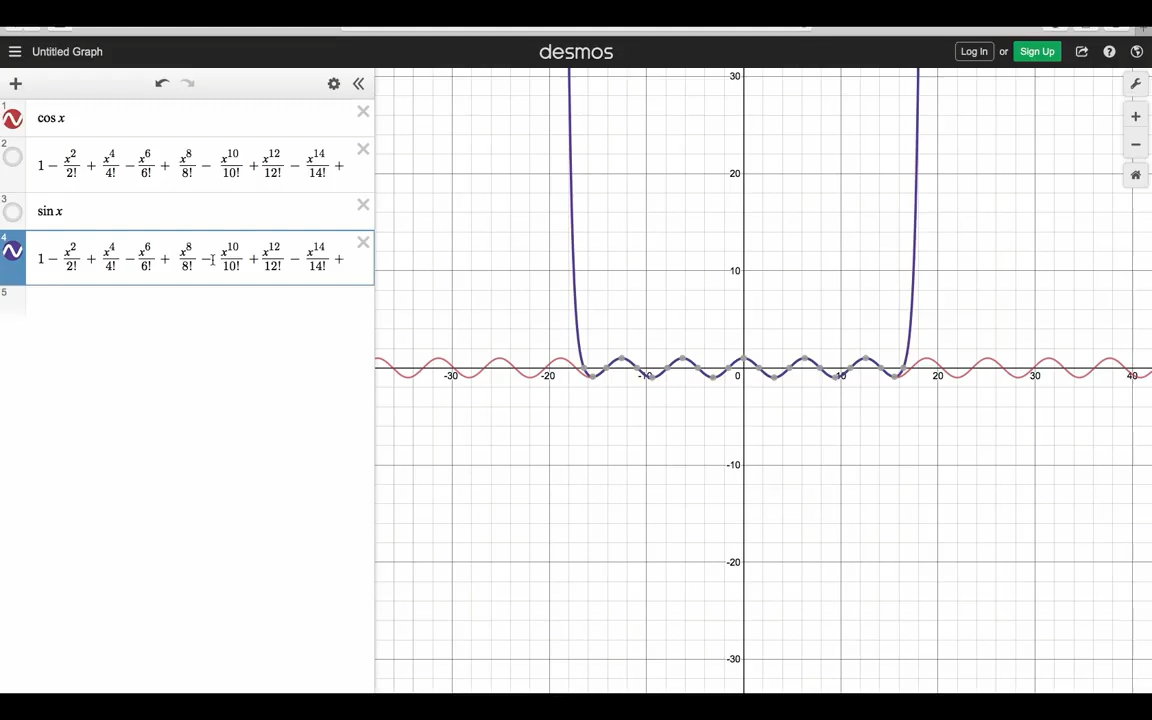 Untitled Graph
desmos
Log In or Sign Up
1
cos x
2
1 − x²/2! + x⁴/4! − x⁶/6! + x⁸/8! − x¹⁰/10! + x¹²/12! − x¹⁴/14! +
3
sin x
4
1 − x²/2! + x⁴/4! − x⁶/6! + x⁸/8! − x¹⁰/10! + x¹²/12! − x¹⁴/14! +
5
30
20
10
-30 -20 -10 0 10 20 30 40
-10
-20
-30